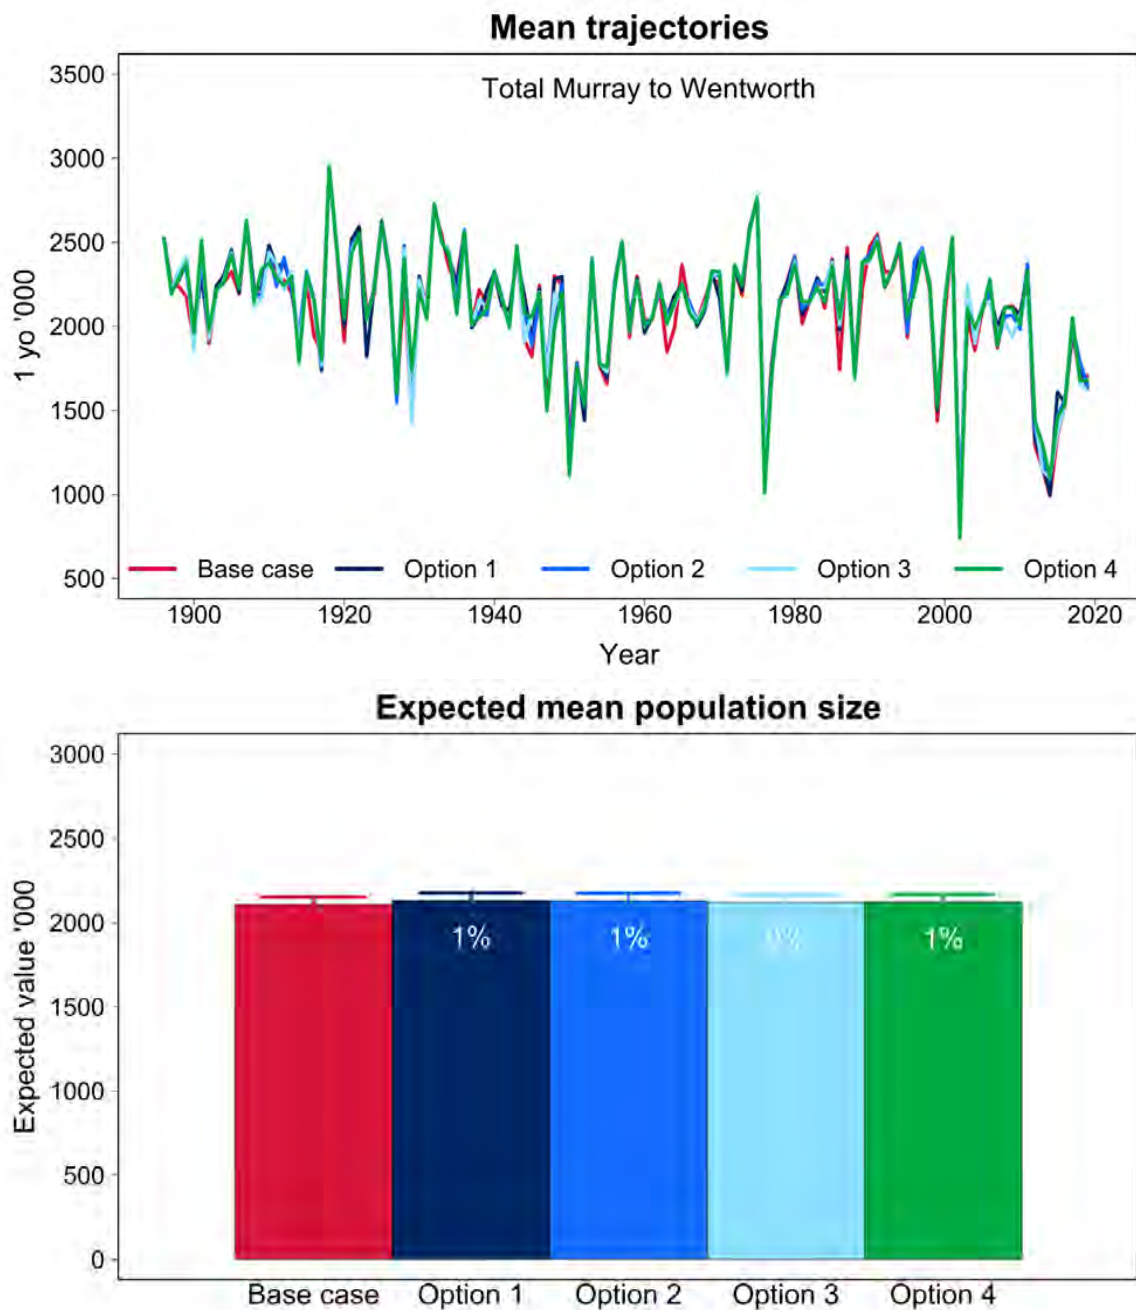 Mean trajectories
3500
Total Murray to Wentworth
3000
2500
2000
1500
1000
500
1 yo '000
Base case Option 1 Option 2 Option 3 Option 4
1900 1920 1940 1960 1980 2000 2020
Year
Expected mean population size
3000
2500
2000
1500
1000
500
0
Expected value '000
1% 1% 1%
Base case Option 1 Option 2 Option 3 Option 4